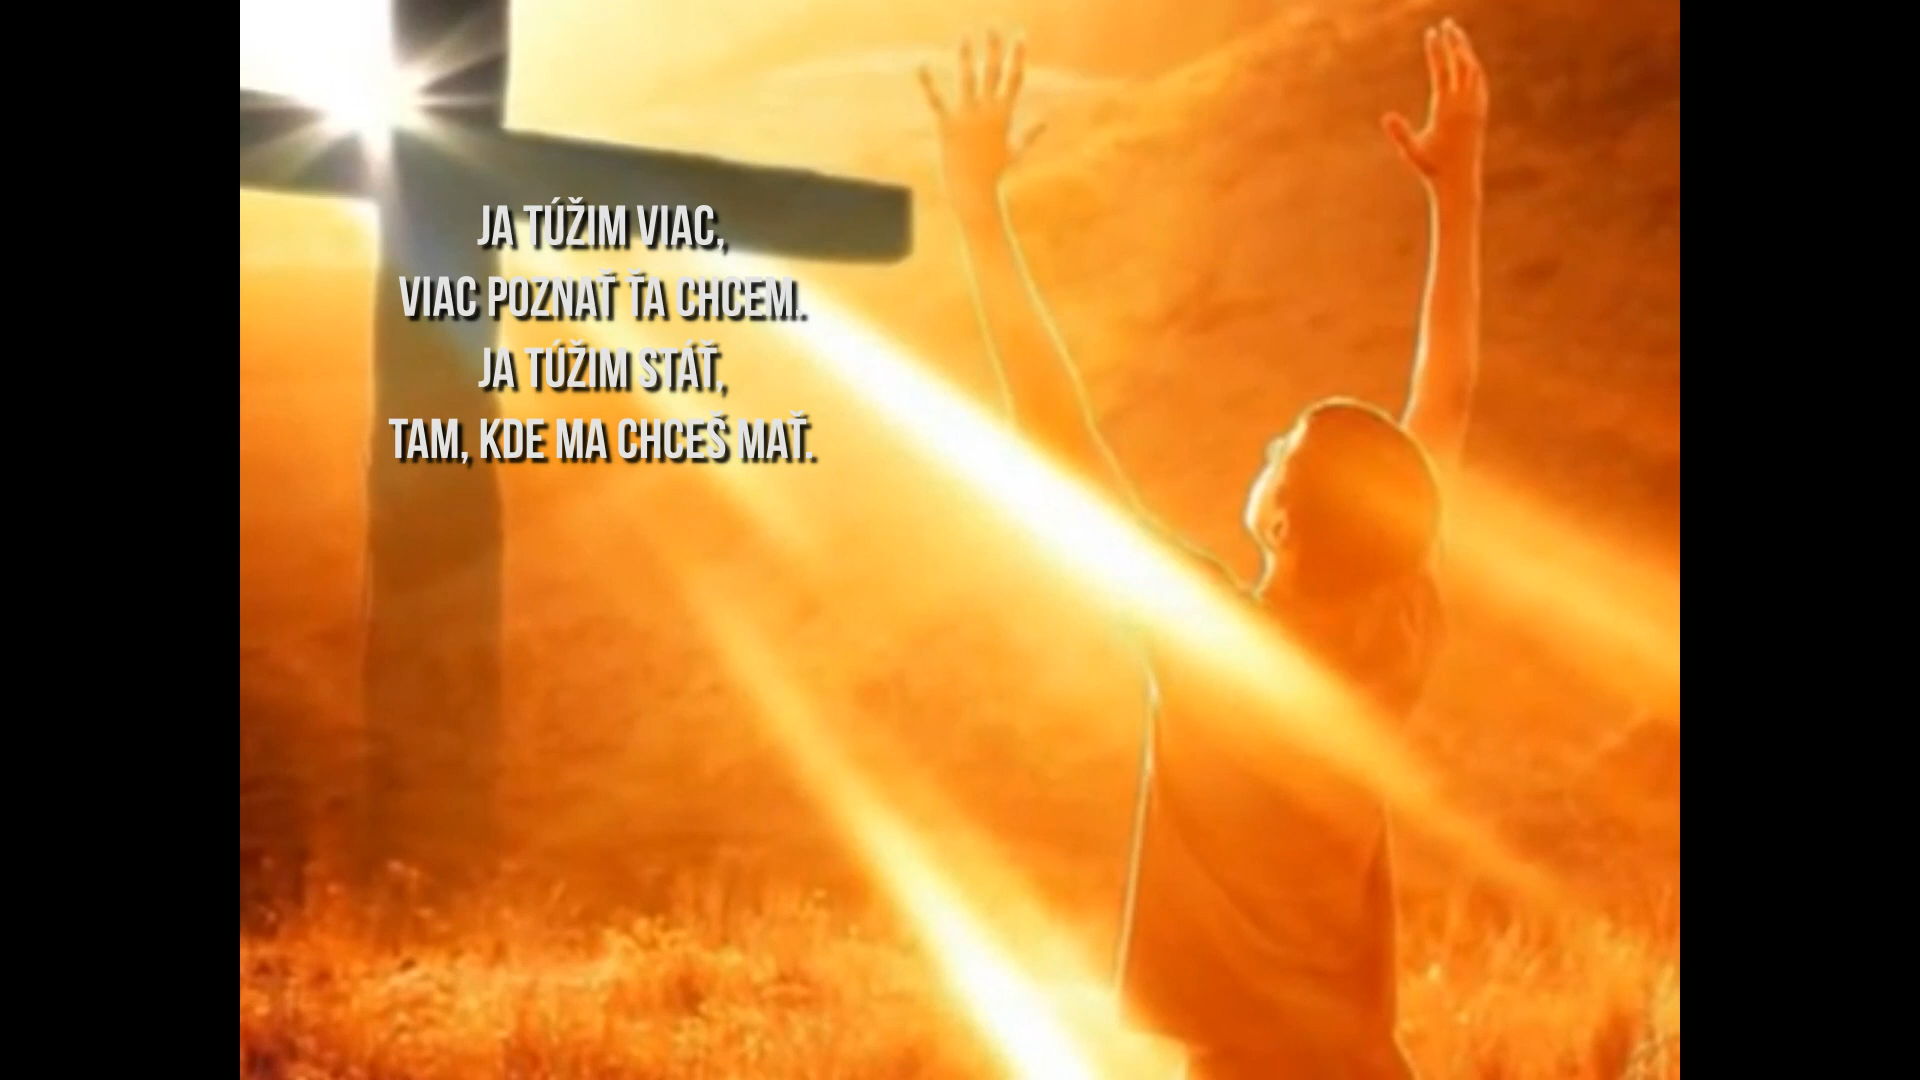 JA TÚŽIM VIAC,
VIAC POZNAŤ ŤA CHCEM.
JA TÚŽIM STÁŤ,
TAM, KDE MA CHCEŠ MAŤ.